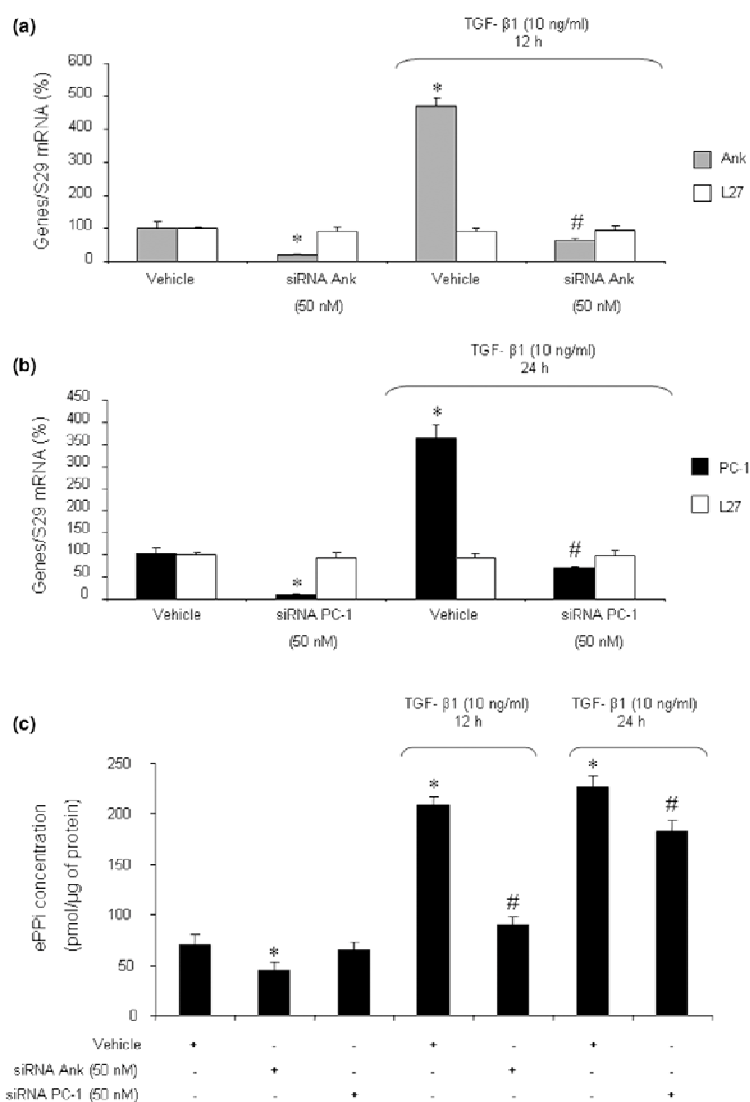 (a)
TGF- β1 (10 ng/ml)
12 h
Genes/S29 mRNA (%)
600
500
400
300
200
100
0
*
*
#
Ank
L27
Vehicle
siRNA Ank
(50 nM)
Vehicle
siRNA Ank
(50 nM)
(b)
TGF- β1 (10 ng/ml)
24 h
Genes/S29 mRNA (%)
450
400
350
300
250
200
150
100
50
0
*
*
#
PC-1
L27
Vehicle
siRNA PC-1
(50 nM)
Vehicle
siRNA PC-1
(50 nM)
(c)
TGF- β1 (10 ng/ml)
12 h
TGF- β1 (10 ng/ml)
24 h
ePPi concentration
(pmol/µg of protein)
250
200
150
100
50
0
*
*
#
*
#
Vehicle + - - + - + -
siRNA Ank (50 nM) - + - - + - -
siRNA PC-1 (50 nM) - - + - - - +